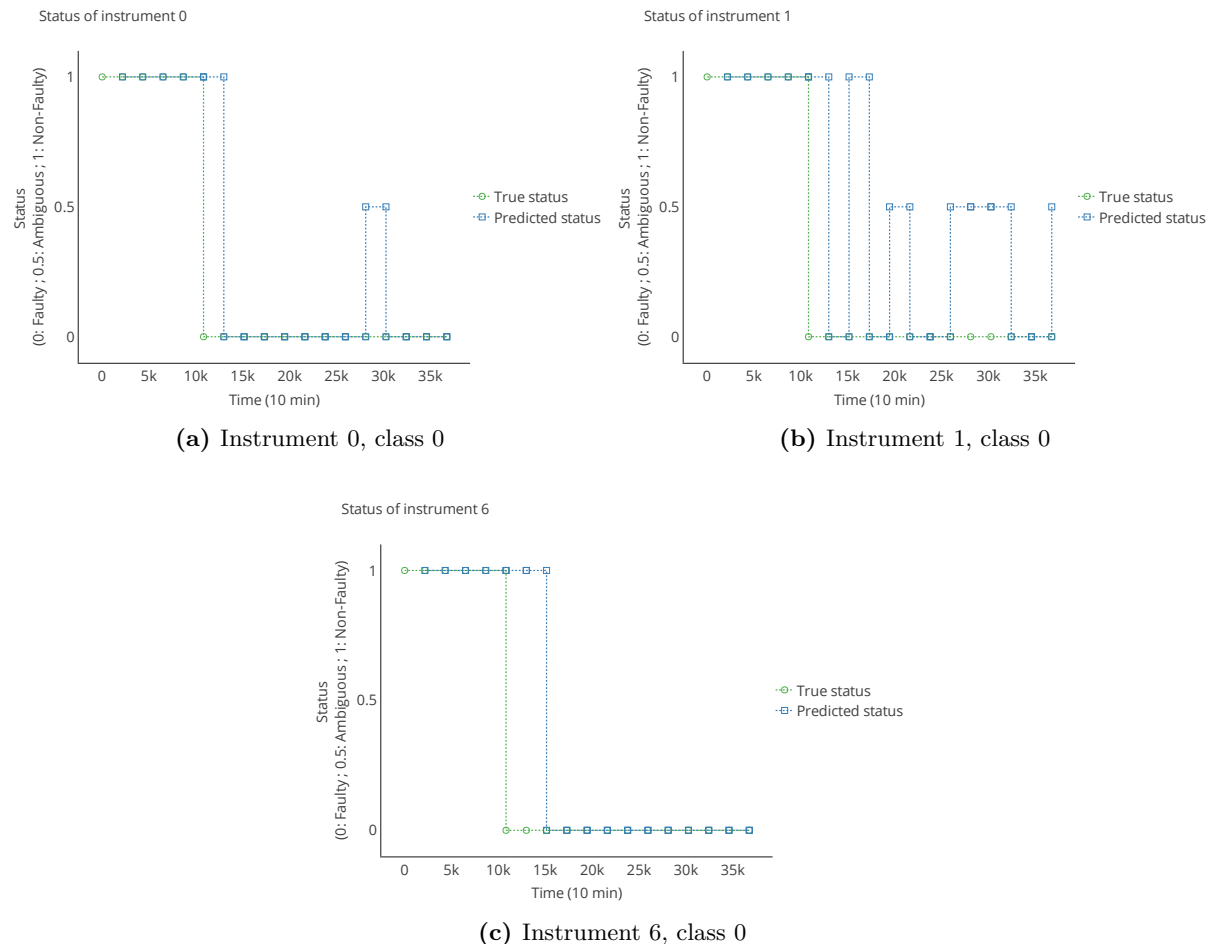 Status of instrument 0
Status
(0: Faulty ; 0.5: Ambiguous ; 1: Non-Faulty)
1
0.5
0
0 5k 10k 15k 20k 25k 30k 35k
Time (10 min)
True status
Predicted status
(a) Instrument 0, class 0
Status of instrument 1
Status
(0: Faulty ; 0.5: Ambiguous ; 1: Non-Faulty)
1
0.5
0
0 5k 10k 15k 20k 25k 30k 35k
Time (10 min)
True status
Predicted status
(b) Instrument 1, class 0
Status of instrument 6
Status
(0: Faulty ; 0.5: Ambiguous ; 1: Non-Faulty)
1
0.5
0
0 5k 10k 15k 20k 25k 30k 35k
Time (10 min)
True status
Predicted status
(c) Instrument 6, class 0